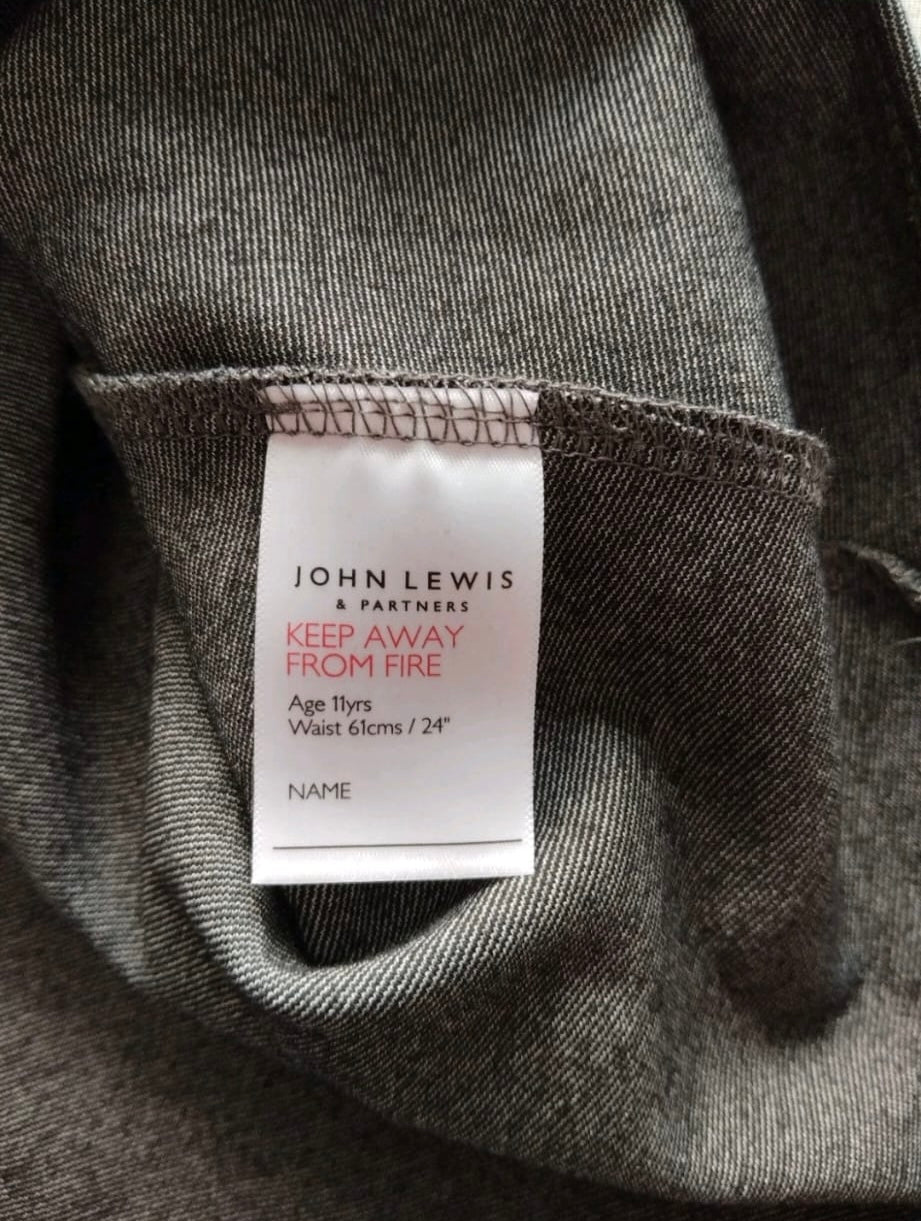 JOHN LEWIS
& PARTNERS
KEEP AWAY
FROM FIRE
Age 11yrs
Waist 61cms / 24"
NAME